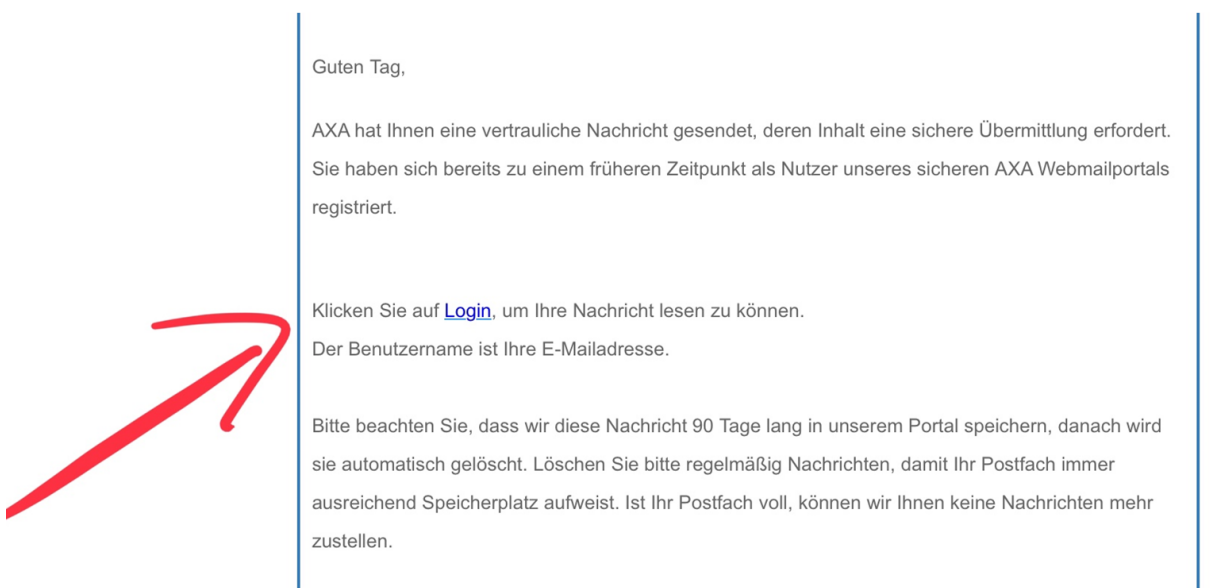 Guten Tag,
AXA hat Ihnen eine vertrauliche Nachricht gesendet, deren Inhalt eine sichere Übermittlung erfordert.
Sie haben sich bereits zu einem früheren Zeitpunkt als Nutzer unseres sicheren AXA Webmailportals
registriert.
Klicken Sie auf Login, um Ihre Nachricht lesen zu können.
Der Benutzername ist Ihre E-Mailadresse.
Bitte beachten Sie, dass wir diese Nachricht 90 Tage lang in unserem Portal speichern, danach wird
sie automatisch gelöscht. Löschen Sie bitte regelmäßig Nachrichten, damit Ihr Postfach immer
ausreichend Speicherplatz aufweist. Ist Ihr Postfach voll, können wir Ihnen keine Nachrichten mehr
zustellen.